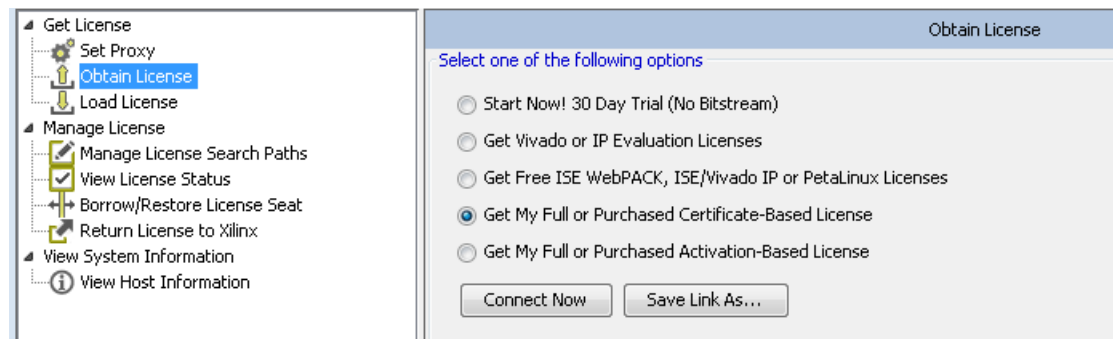 Get License
Set Proxy
Obtain License
Load License
Manage License
Manage License Search Paths
View License Status
Borrow/Restore License Seat
Return License to Xilinx
View System Information
View Host Information
Obtain License
Select one of the following options
Start Now! 30 Day Trial (No Bitstream)
Get Vivado or IP Evaluation Licenses
Get Free ISE WebPACK, ISE/Vivado IP or PetaLinux Licenses
Get My Full or Purchased Certificate-Based License
Get My Full or Purchased Activation-Based License
Connect Now
Save Link As...